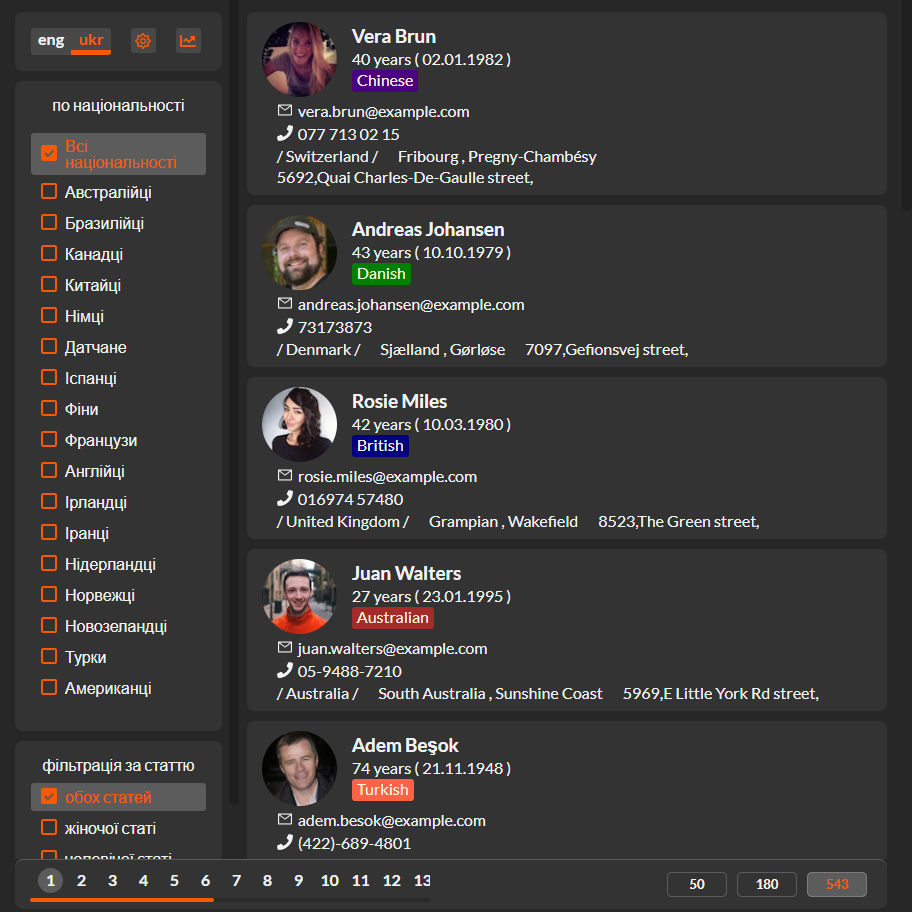 eng ukr
по національності
Всі
національності
Австралійці
Бразилійці
Канадці
Китайці
Німці
Датчане
Іспанці
Фіни
Французи
Англійці
Ірландці
Іранці
Нідерландці
Норвежці
Новозеландці
Турки
Американці
фільтрація за статтю
обох статей
жіночої статі
чоловічої статі
Vera Brun
40 years ( 02.01.1982 )
Chinese
vera.brun@example.com
077 713 02 15
/ Switzerland / Fribourg , Pregny-Chambésy
5692,Quai Charles-De-Gaulle street,
Andreas Johansen
43 years ( 10.10.1979 )
Danish
andreas.johansen@example.com
73173873
/ Denmark / Sjælland , Gørløse 7097,Gefionsvej street,
Rosie Miles
42 years ( 10.03.1980 )
British
rosie.miles@example.com
016974 57480
/ United Kingdom / Grampian , Wakefield 8523,The Green street,
Juan Walters
27 years ( 23.01.1995 )
Australian
juan.walters@example.com
05-9488-7210
/ Australia / South Australia , Sunshine Coast 5969,E Little York Rd street,
Adem Beşok
74 years ( 21.11.1948 )
Turkish
adem.besok@example.com
(422)-689-4801
1 2 3 4 5 6 7 8 9 10 11 12 13
50 180 543